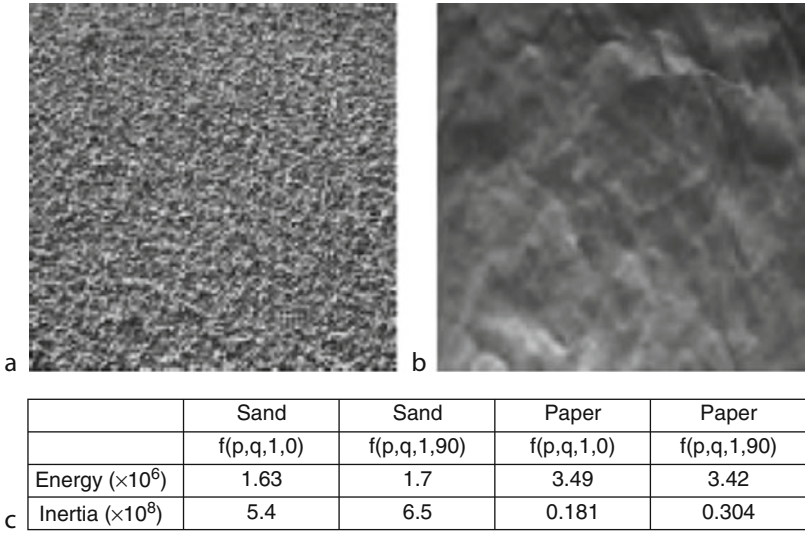 a
b
Sand Sand Paper Paper
f(p,q,1,0) f(p,q,1,90) f(p,q,1,0) f(p,q,1,90)
Energy (×10⁶) 1.63 1.7 3.49 3.42
c
Inertia (×10⁸) 5.4 6.5 0.181 0.304